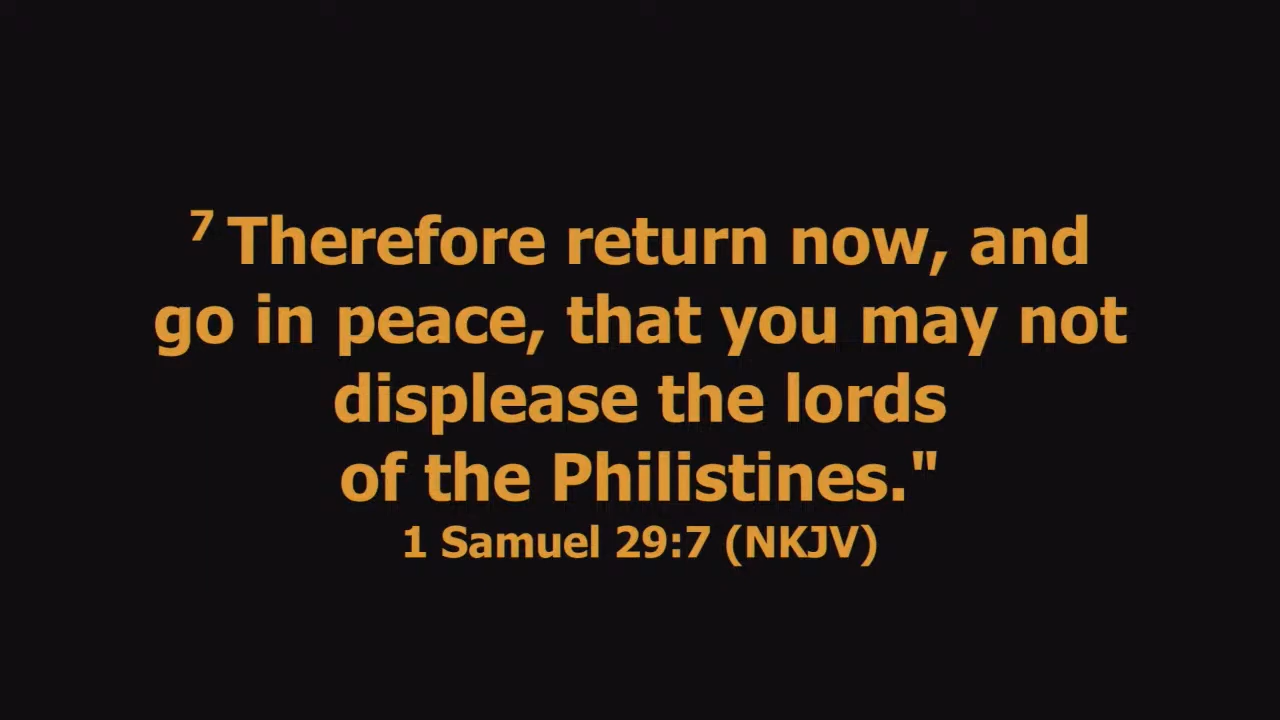 7 Therefore return now, and
go in peace, that you may not
displease the lords
of the Philistines."
1 Samuel 29:7 (NKJV)